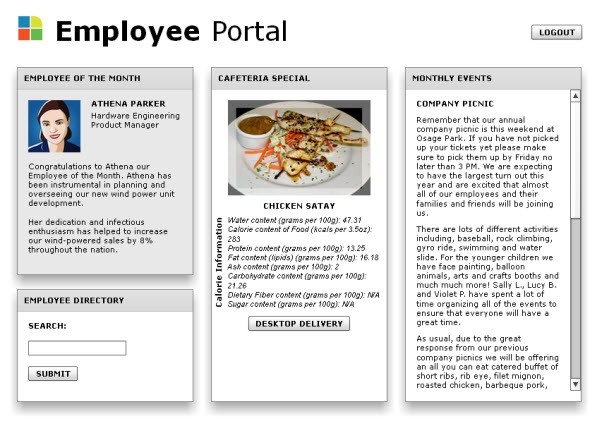 Employee Portal
LOGOUT
EMPLOYEE OF THE MONTH
ATHENA PARKER
Hardware Engineering
Product Manager
Congratulations to Athena our
Employee of the Month. Athena has
been instrumental in planning and
overseeing our new wind power unit
development.
Her dedication and infectious
enthusiasm has helped to increase
our wind-powered sales by 8%
throughout the nation.
EMPLOYEE DIRECTORY
SEARCH:
SUBMIT
CAFETERIA SPECIAL
CHICKEN SATAY
Calorie Information
Water content (grams per 100g): 47.31
Calorie content of Food (kcals per 3.5oz):
283
Protein content (grams per 100g): 13.25
Fat content (lipids) (grams per 100g): 16.18
Ash content (grams per 100g): 2
Carbohydrate content (grams per 100g):
21.26
Dietary Fiber content (grams per 100g): N/A
Sugar content (grams per 100g): N/A
DESKTOP DELIVERY
MONTHLY EVENTS
COMPANY PICNIC
Remember that our annual
company picnic is this weekend at
Osage Park. If you have not picked
up your tickets yet please make
sure to pick them up by Friday no
later than 3 PM. We are expecting
to have the largest turn out this
year and are excited that almost
all of our employees and their
families and friends will be joining
us.
There are lots of different activities
including, baseball, rock climbing,
gyro ride, swimming and water
slide. For the younger children we
have face painting, balloon
animals, arts and crafts booths and
much much more! Sally L., Lucy B.
and Violet P. have spent a lot of
time organizing all of the events to
ensure that everyone will have a
great time.
As usual, due to the great
response from our previous
company picnics we will be offering
an all you can eat catered buffet of
short ribs, rib eye, filet mignon,
roasted chicken, barbeque pork,